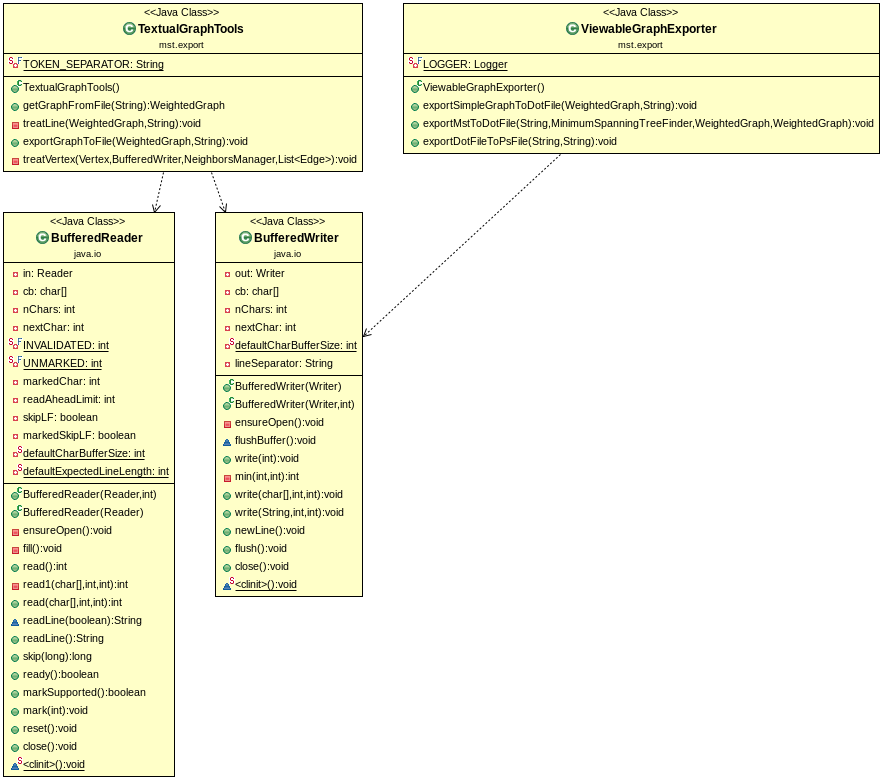 <<Java Class>>
TextualGraphTools
mst.export
TOKEN_SEPARATOR: String
TextualGraphTools()
getGraphFromFile(String):WeightedGraph
treatLine(WeightedGraph,String):void
exportGraphToFile(WeightedGraph,String):void
treatVertex(Vertex,BufferedWriter,NeighborsManager,List<Edge>):void
<<Java Class>>
ViewableGraphExporter
mst.export
LOGGER: Logger
ViewableGraphExporter()
exportSimpleGraphToDotFile(WeightedGraph,String):void
exportMstToDotFile(String,MinimumSpanningTreeFinder,WeightedGraph,WeightedGraph):void
exportDotFileToPsFile(String,String):void
<<Java Class>>
BufferedReader
java.io
in: Reader
cb: char[]
nChars: int
nextChar: int
INVALIDATED: int
UNMARKED: int
markedChar: int
readAheadLimit: int
skipLF: boolean
markedSkipLF: boolean
defaultCharBufferSize: int
defaultExpectedLineLength: int
BufferedReader(Reader,int)
BufferedReader(Reader)
ensureOpen():void
fill():void
read():int
read1(char[],int,int):int
read(char[],int,int):int
readLine(boolean):String
readLine():String
skip(long):long
ready():boolean
markSupported():boolean
mark(int):void
reset():void
close():void
<clinit>():void
<<Java Class>>
BufferedWriter
java.io
out: Writer
cb: char[]
nChars: int
nextChar: int
defaultCharBufferSize: int
lineSeparator: String
BufferedWriter(Writer)
BufferedWriter(Writer,int)
ensureOpen():void
flushBuffer():void
write(int):void
min(int,int):int
write(char[],int,int):void
write(String,int,int):void
newLine():void
flush():void
close():void
<clinit>():void